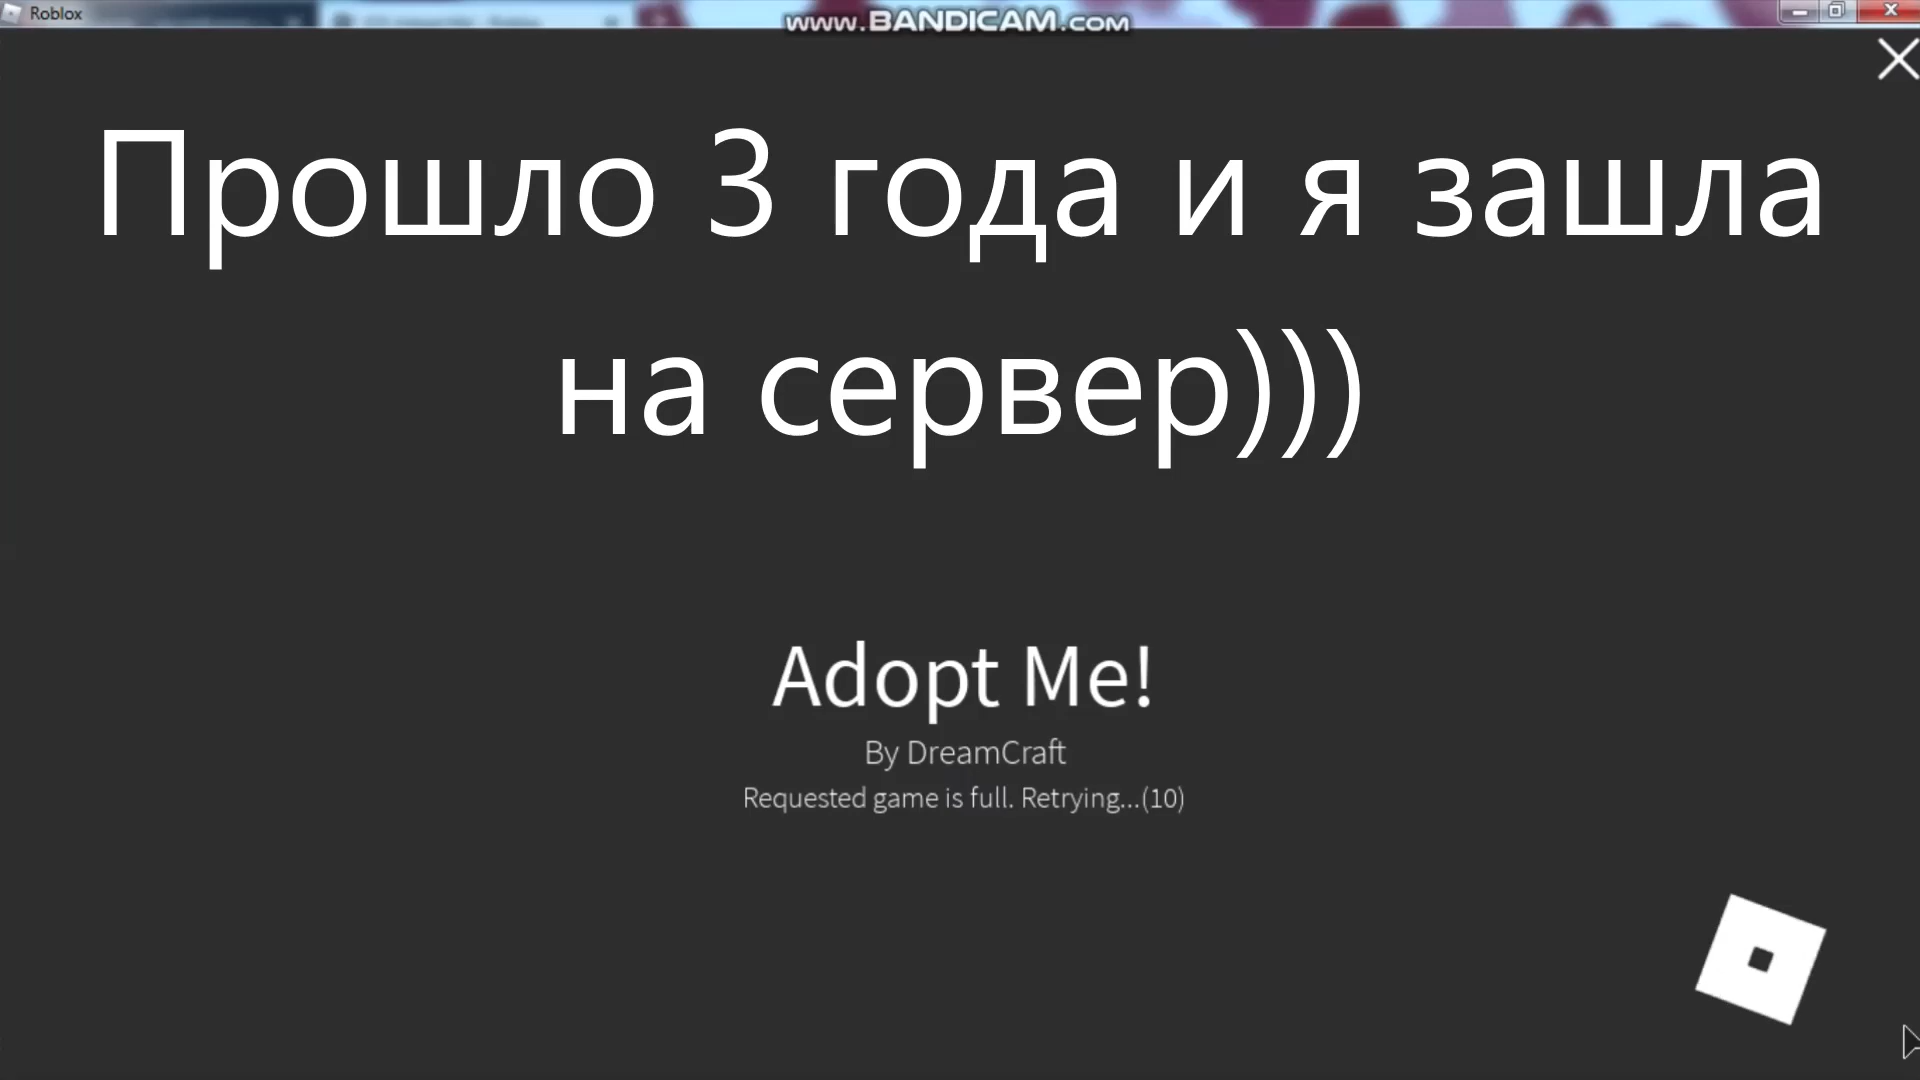 Roblox
www.BANDICAM.com
Прошло 3 года и я зашла
на сервер)))
Adopt Me!
By DreamCraft
Requested game is full. Retrying...(10)